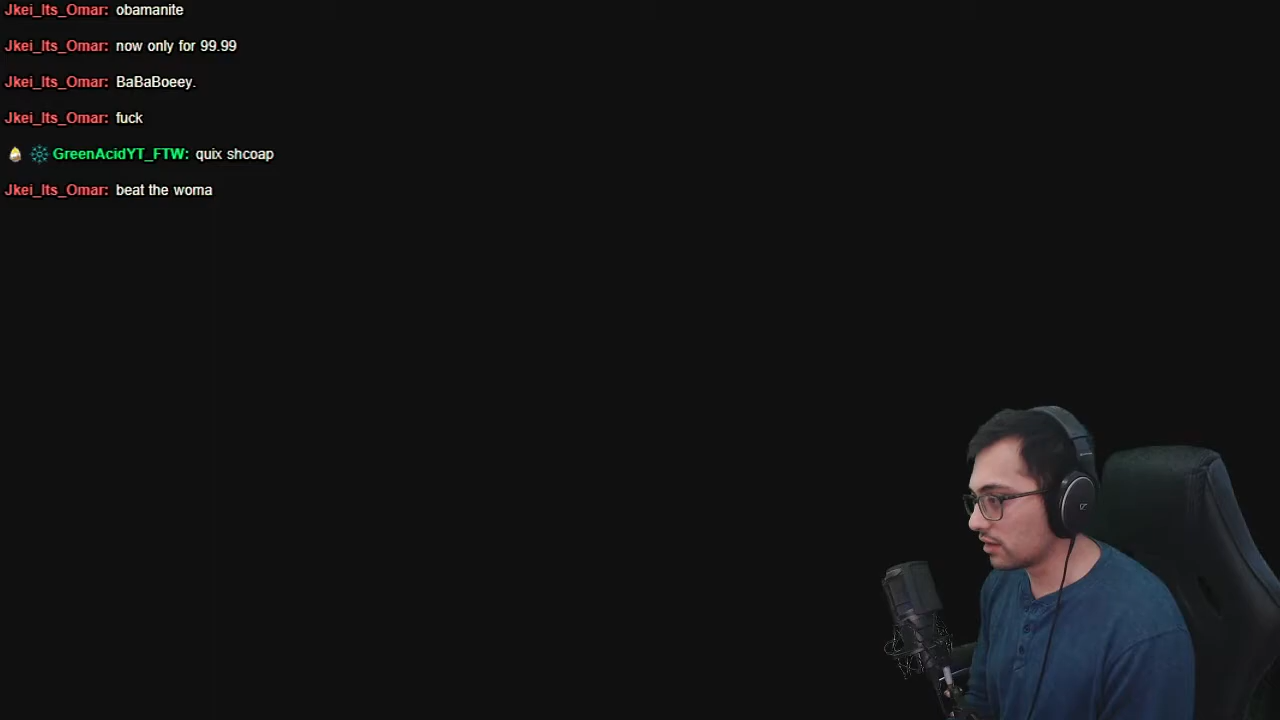 Jkei_Its_Omar: obamanite
Jkei_Its_Omar: now only for 99.99
Jkei_Its_Omar: BaBaBoeey.
Jkei_Its_Omar: fuck
GreenAcidYT_FTW: quix shcoap
Jkei_Its_Omar: beat the woma